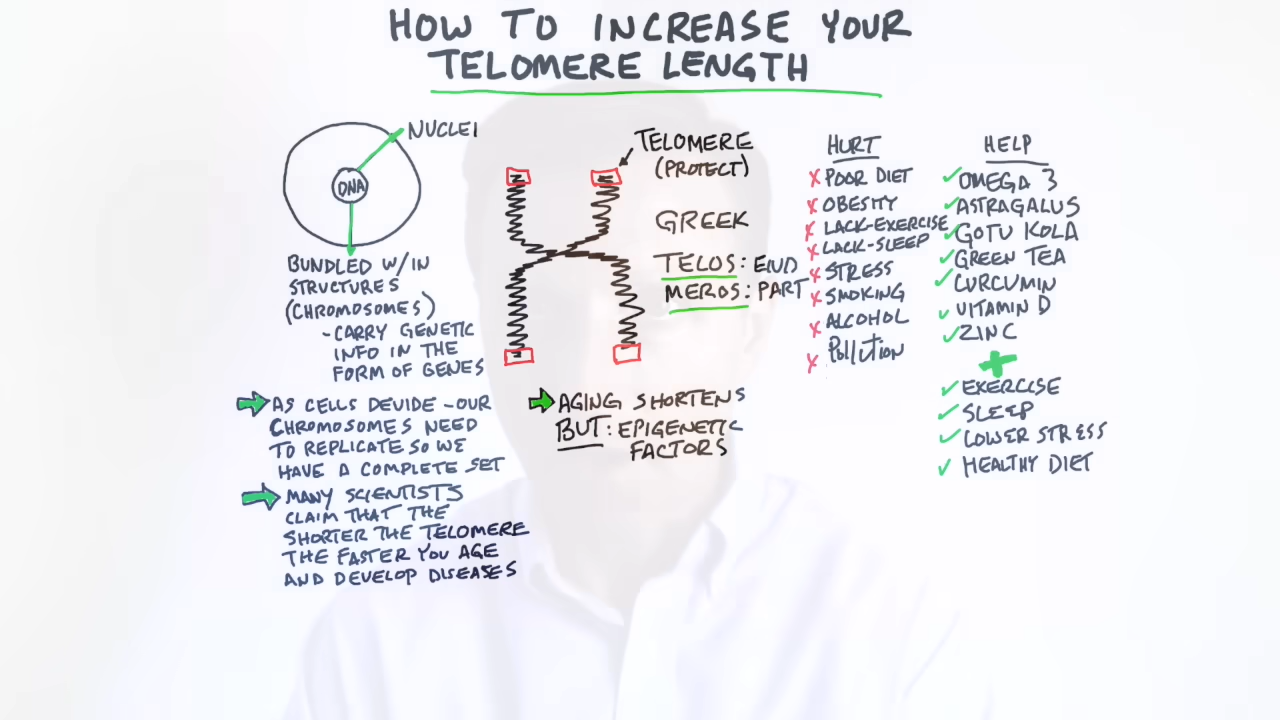 HOW TO INCREASE YOUR
TELOMERE LENGTH
NUCLEI
DNA
BUNDLED W/IN
STRUCTURES
(CHROMOSOMES)
- CARRY GENETIC
INFO IN THE
FORM OF GENES
AS CELLS DEVIDE - OUR
CHROMOSOMES NEED
TO REPLICATE SO WE
HAVE A COMPLETE SET
MANY SCIENTISTS
CLAIM THAT THE
SHORTER THE TELOMERE
THE FASTER YOU AGE
AND DEVELOP DISEASES
TELOMERE
(PROTECT)
GREEK
TELOS: END
MEROS: PART
AGING SHORTENS
BUT: EPIGENETIC
FACTORS
HURT
POOR DIET
OBESITY
LACK-EXERCISE
LACK-SLEEP
STRESS
SMOKING
ALCOHOL
Pollution
HELP
OMEGA 3
ASTRAGALUS
GOTU KOLA
GREEN TEA
CURCUMIN
VITAMIN D
ZINC
+
EXERCISE
SLEEP
LOWER STRESS
HEALTHY DIET